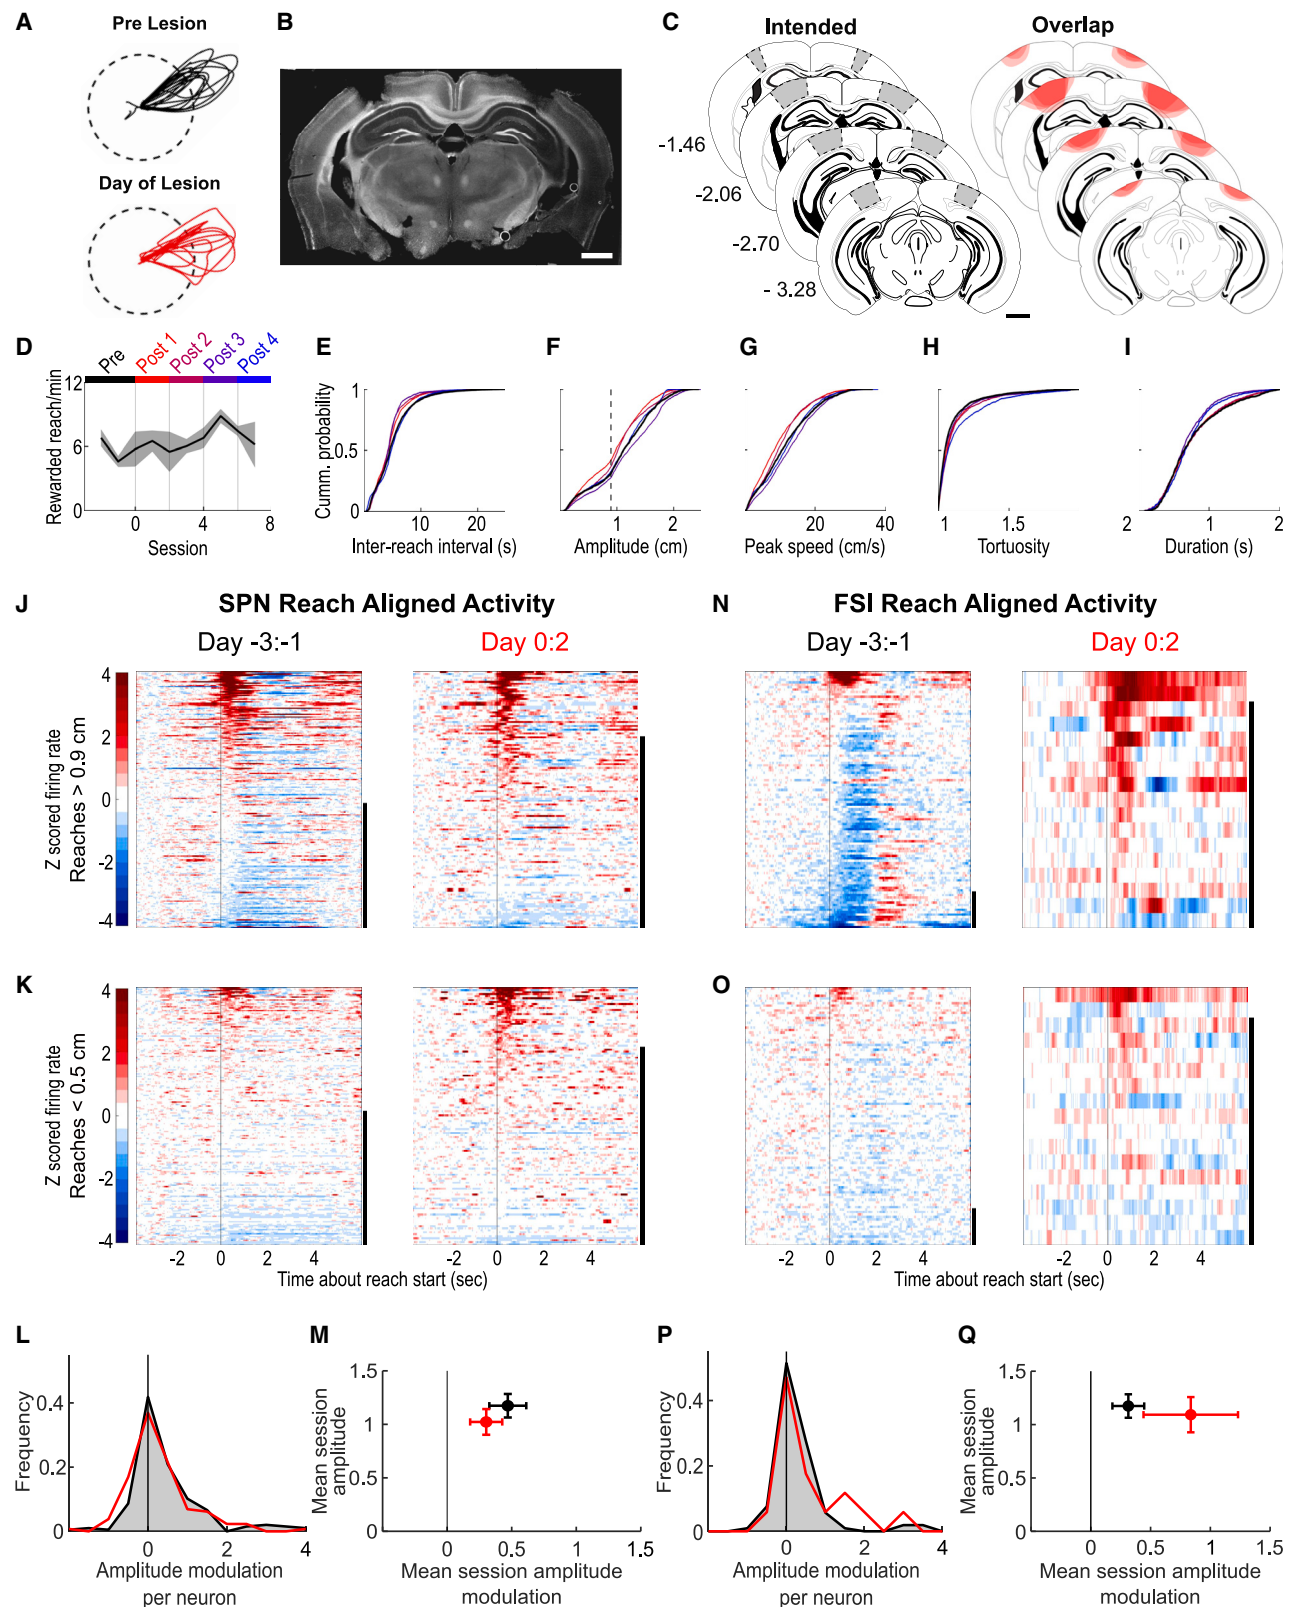 A
Pre Lesion
Day of Lesion
B
C
Intended
Overlap
-1.46
-2.06
-2.70
- 3.28
D
Pre
Post 1
Post 2
Post 3
Post 4
12
6
0
Rewarded reach/min
0
4
8
Session
E
Cumm. probability
1
0.5
0
10
20
Inter-reach interval (s)
F
1
2
Amplitude (cm)
G
20
40
Peak speed (cm/s)
H
1
1.5
2
Tortuosity
I
1
2
Duration (s)
J
SPN Reach Aligned Activity
Day -3:-1
Day 0:2
Z scored firing rate
Reaches > 0.9 cm
4
2
0
-2
-4
N
FSI Reach Aligned Activity
Day -3:-1
Day 0:2
K
Z scored firing rate
Reaches < 0.5 cm
4
2
0
-2
-4
-2 0 2 4
-2 0 2 4
Time about reach start (sec)
O
-2 0 2 4
-2 0 2 4
Time about reach start (sec)
L
Frequency
0.4
0.2
0
0 2 4
Amplitude modulation
per neuron
M
Mean session
amplitude
1.5
1
0.5
0
0 0.5 1 1.5
Mean session amplitude
modulation
P
Frequency
0.4
0.2
0
0 2 4
Amplitude modulation
per neuron
Q
Mean session
amplitude
1.5
1
0.5
0
0 0.5 1 1.5
Mean session amplitude
modulation